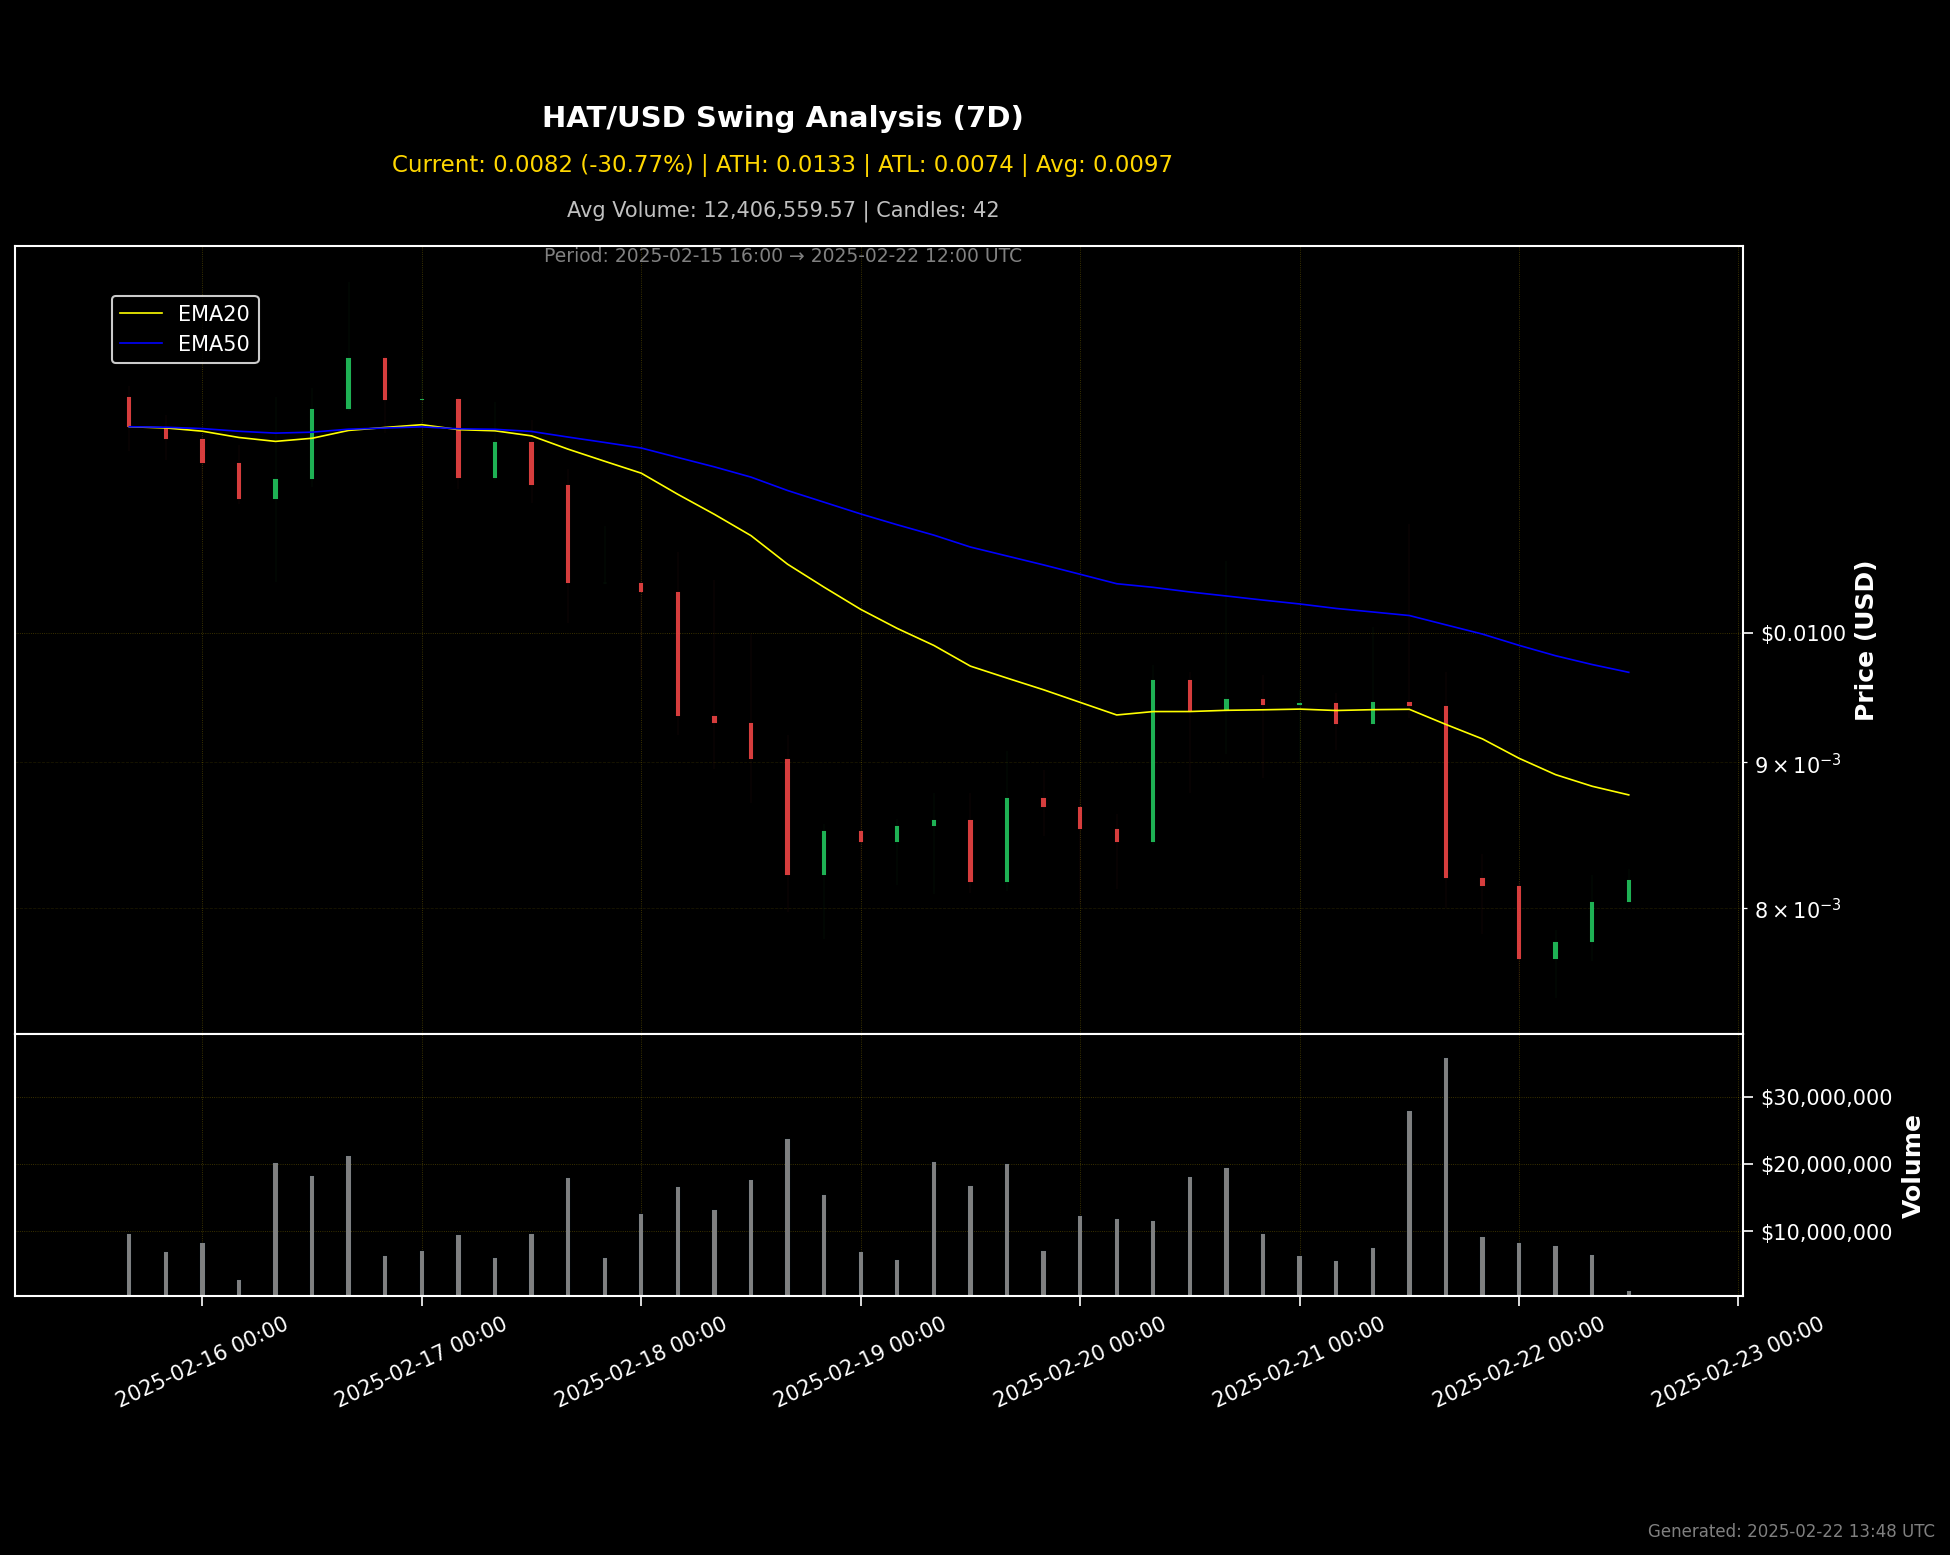 HAT/USD Swing Analysis (7D)
Current: 0.0082 (-30.77%) | ATH: 0.0133 | ATL: 0.0074 | Avg: 0.0097
Avg Volume: 12,406,559.57 | Candles: 42
Period: 2025-02-15 16:00 → 2025-02-22 12:00 UTC
EMA20
EMA50
$0.0100
9 × 10⁻³
8 × 10⁻³
Price (USD)
$30,000,000
$20,000,000
$10,000,000
Volume
2025-02-16 00:00
2025-02-17 00:00
2025-02-18 00:00
2025-02-19 00:00
2025-02-20 00:00
2025-02-21 00:00
2025-02-22 00:00
2025-02-23 00:00
Generated: 2025-02-22 13:48 UTC